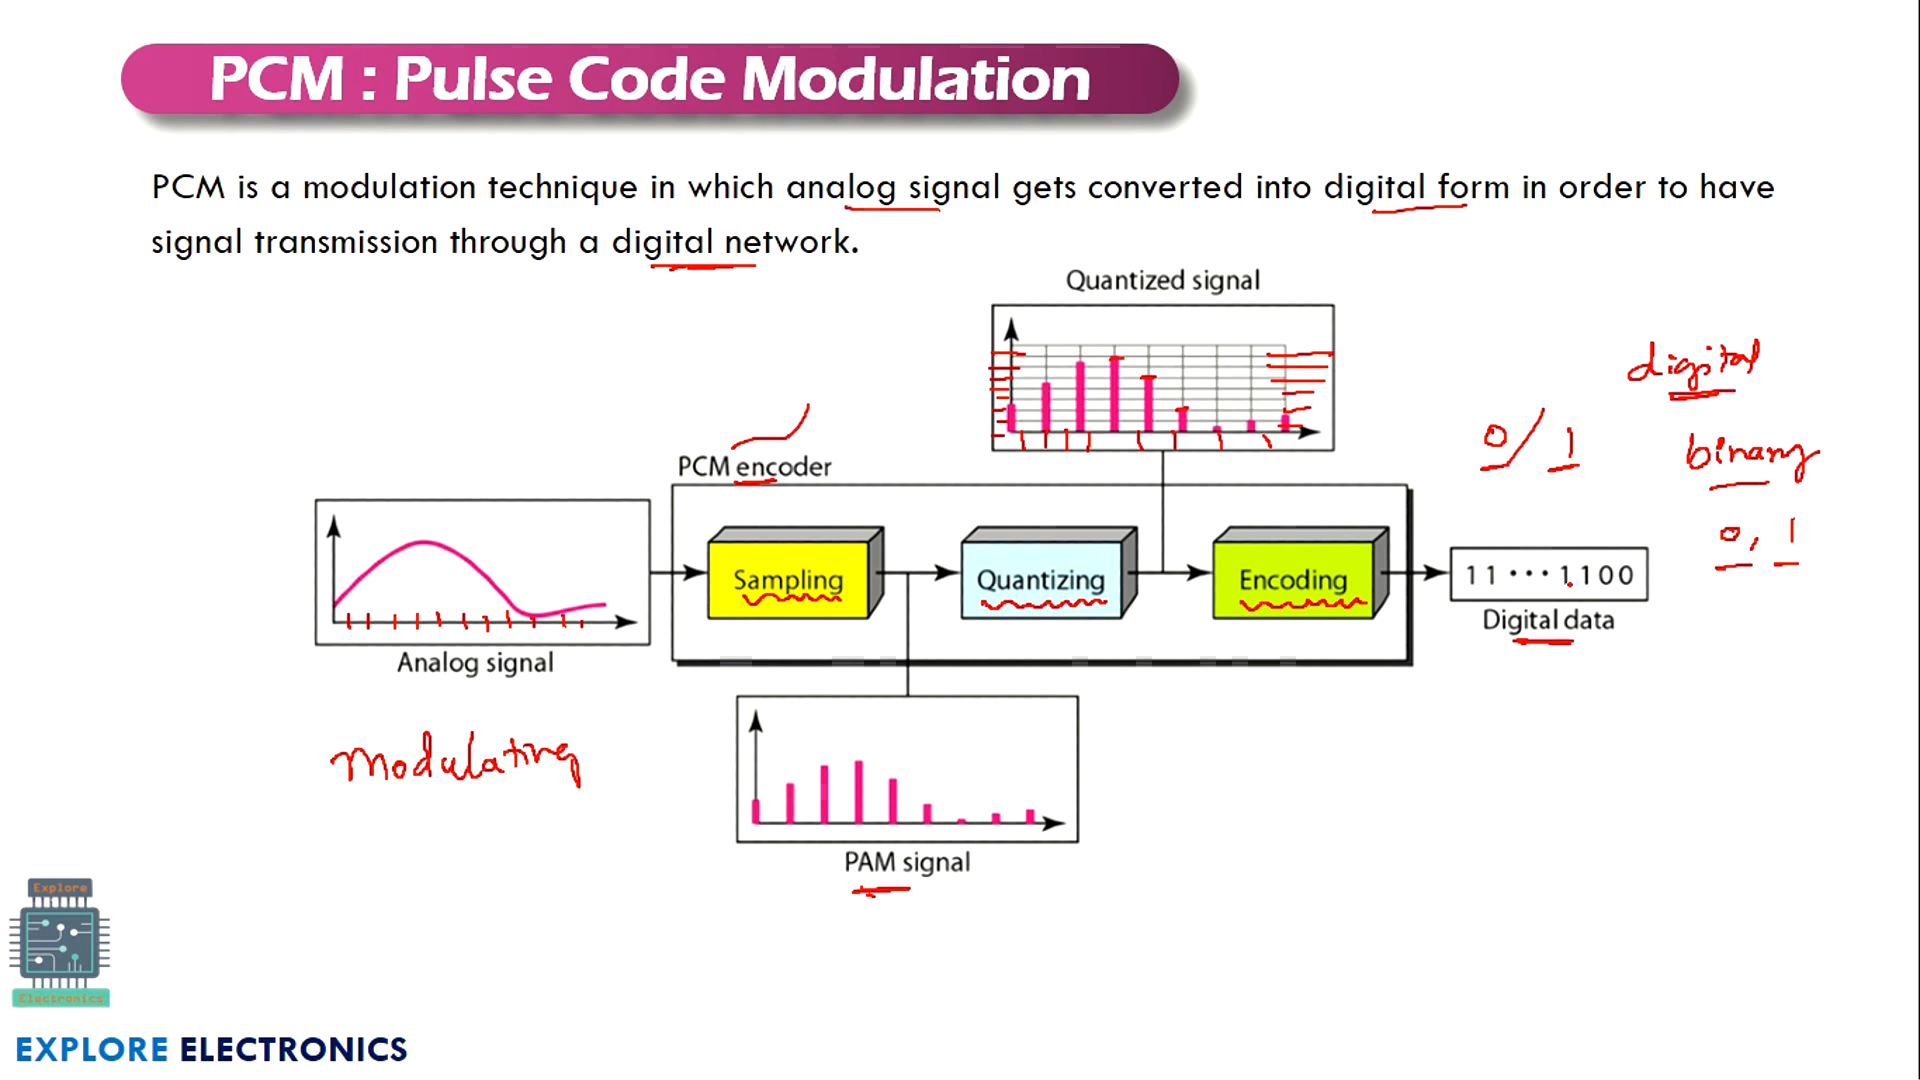 PCM : Pulse Code Modulation
PCM is a modulation technique in which analog signal gets converted into digital form in order to have
signal transmission through a digital network.
Quantized signal
digital
0/1
binary
0, 1
PCM encoder
Sampling
Quantizing
Encoding
11 ··· 1100
Digital data
Analog signal
Modulating
PAM signal
Explore
Electronics
EXPLORE ELECTRONICS